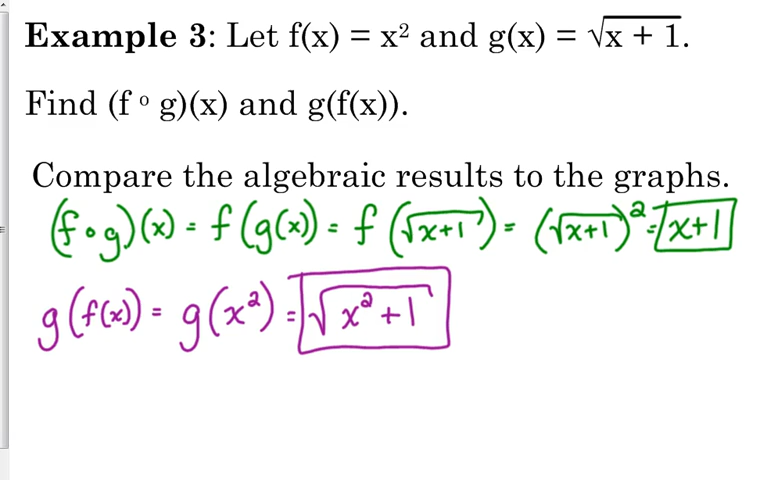 Example 3: Let f(x) = x² and g(x) = √x + 1.
Find (f ∘ g)(x) and g(f(x)).
Compare the algebraic results to the graphs.
(f∘g)(x) = f(g(x)) = f(√x+1) = (√x+1)² = x+1
g(f(x)) = g(x²) = √x²+1